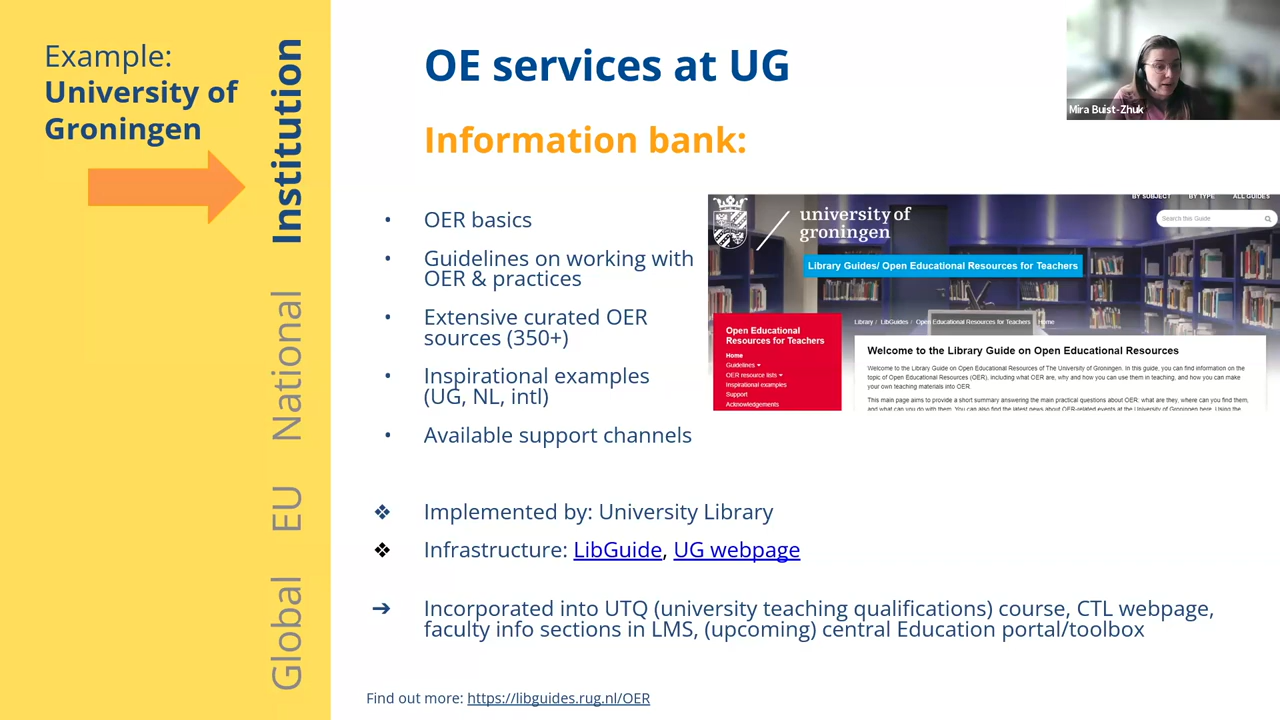 Example:
University of
Groningen
Institution
National
EU
Global
OE services at UG
Information bank:
• OER basics
• Guidelines on working with
OER & practices
• Extensive curated OER
sources (350+)
• Inspirational examples
(UG, NL, intl)
• Available support channels
❖ Implemented by: University Library
❖ Infrastructure: LibGuide, UG webpage
➔ Incorporated into UTQ (university teaching qualifications) course, CTL webpage,
faculty info sections in LMS, (upcoming) central Education portal/toolbox
Find out more: https://libguides.rug.nl/OER
Mira Buist-Zhuk
BY SUBJECT BY TYPE ALL GUIDES
university of
groningen
Search this Guide
Library Guides/ Open Educational Resources for Teachers
Library / LibGuides / Open Educational Resources for Teachers / Home
Open Educational
Resources for Teachers
Home
Guidelines
OER resource lists
Inspirational examples
Support
Acknowledgements
Welcome to the Library Guide on Open Educational Resources
Welcome to the Library Guide on Open Educational Resources of The University of Groningen. In this guide, you can find information on the
topic of Open Educational Resources (OER), including what OER are, why and how you can use them in teaching, and how you can make
your own teaching materials into OER.
This main page aims to provide a short summary answering the main practical questions about OER: what are they, where can you find them,
and what can you do with them. You can also find the latest news about OER-related events at the University of Groningen here. Using the